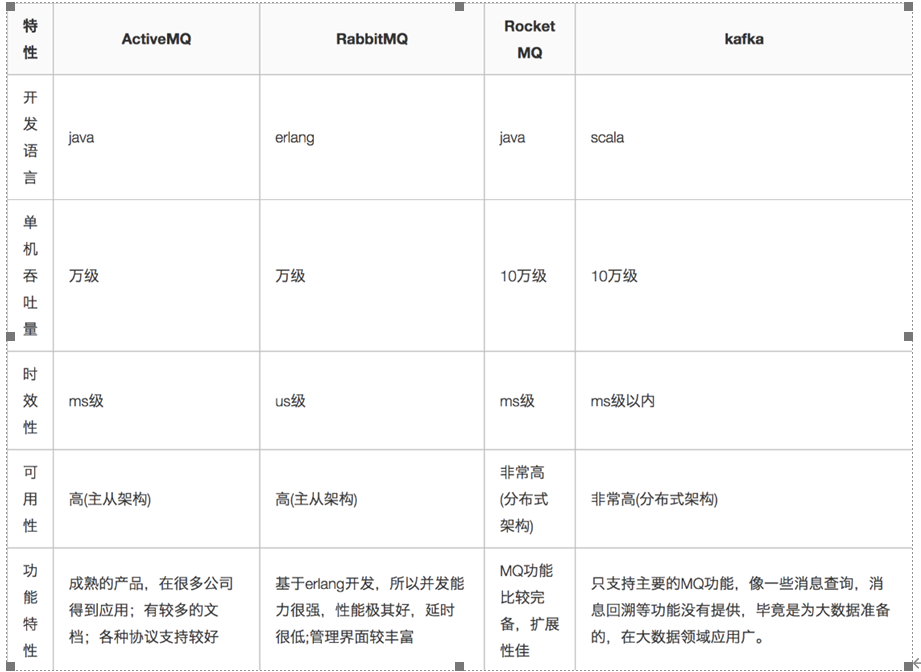 特
性
ActiveMQ
RabbitMQ
Rocket
MQ
kafka
开
发
语
言
java
erlang
java
scala
单
机
吞
吐
量
万级
万级
10万级
10万级
时
效
性
ms级
us级
ms级
ms级以内
可
用
性
高(主从架构)
高(主从架构)
非常高
(分布式
架构)
非常高(分布式架构)
功
能
特
性
成熟的产品，在很多公司
得到应用；有较多的文
档；各种协议支持较好
基于erlang开发，所以并发能
力很强，性能极其好，延时
很低;管理界面较丰富
MQ功能
比较完
备，扩展
性佳
只支持主要的MQ功能，像一些消息查询，消
息回溯等功能没有提供，毕竟是为大数据准备
的，在大数据领域应用广。